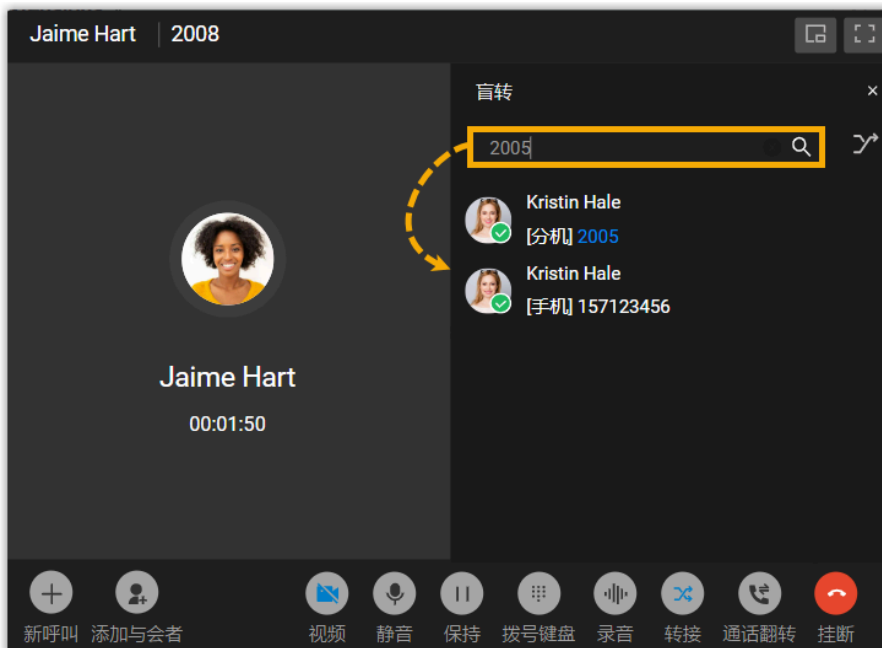 Jaime Hart 2008
盲转
2005
Kristin Hale
[分机] 2005
Kristin Hale
[手机] 157123456
Jaime Hart
00:01:50
新呼叫 添加与会者 视频 静音 保持 拨号键盘 录音 转接 通话翻转 挂断